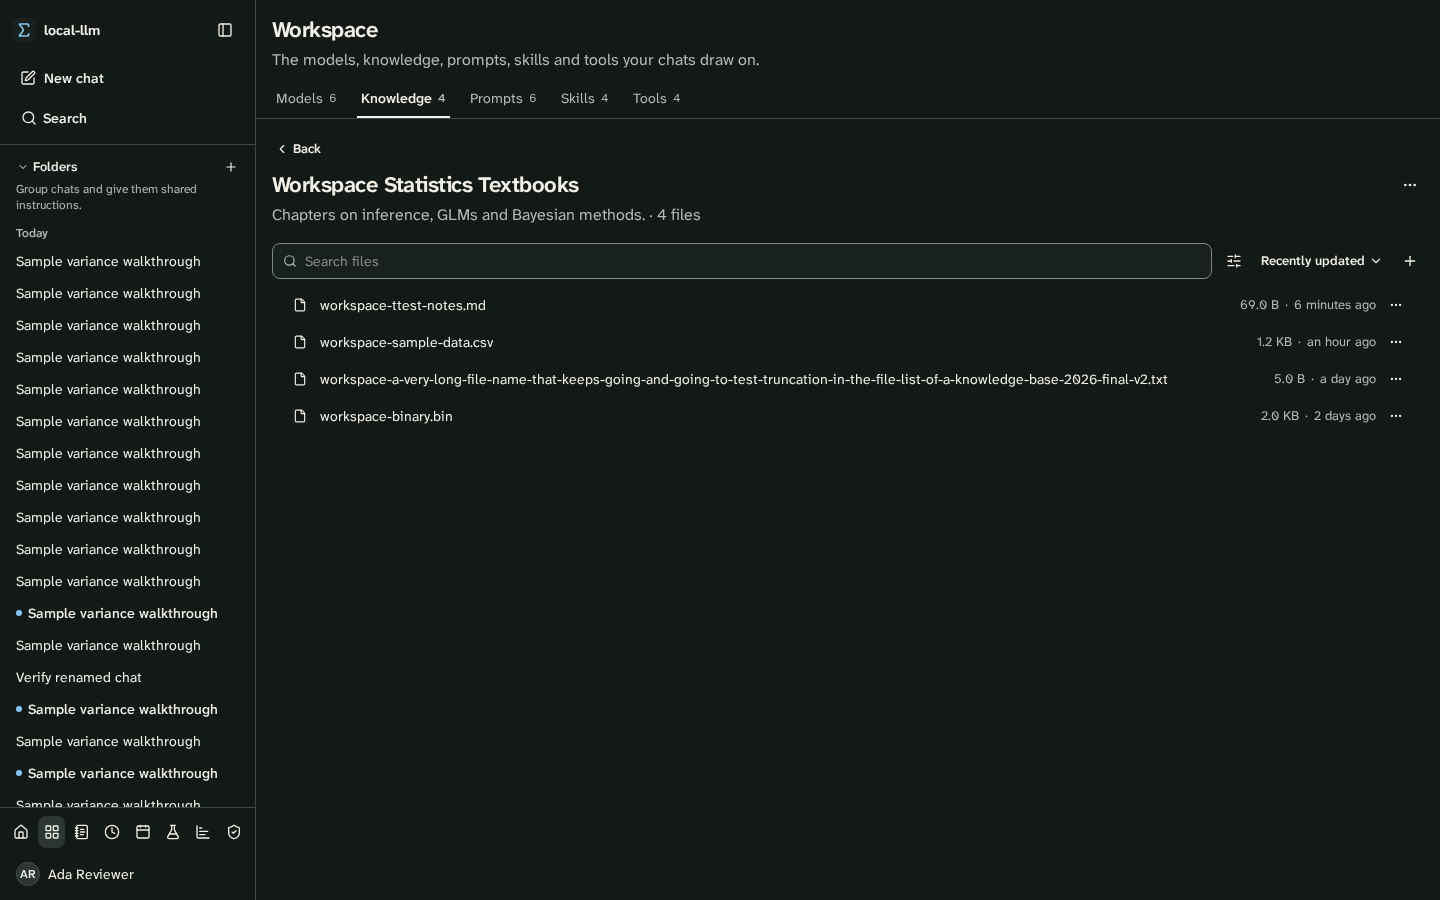 local-llm
New chat
Search
Folders
Group chats and give them shared
instructions.
Today
Sample variance walkthrough
Sample variance walkthrough
Sample variance walkthrough
Sample variance walkthrough
Sample variance walkthrough
Sample variance walkthrough
Sample variance walkthrough
Sample variance walkthrough
Sample variance walkthrough
Sample variance walkthrough
Sample variance walkthrough
Sample variance walkthrough
Sample variance walkthrough
Verify renamed chat
Sample variance walkthrough
Sample variance walkthrough
Sample variance walkthrough
Sample variance walkthrough
AR Ada Reviewer
Workspace
The models, knowledge, prompts, skills and tools your chats draw on.
Models 6 Knowledge 4 Prompts 6 Skills 4 Tools 4
Back
Workspace Statistics Textbooks
Chapters on inference, GLMs and Bayesian methods. · 4 files
Search files Recently updated
workspace-ttest-notes.md 69.0 B · 6 minutes ago
workspace-sample-data.csv 1.2 KB · an hour ago
workspace-a-very-long-file-name-that-keeps-going-and-going-to-test-truncation-in-the-file-list-of-a-knowledge-base-2026-final-v2.txt 5.0 B · a day ago
workspace-binary.bin 2.0 KB · 2 days ago